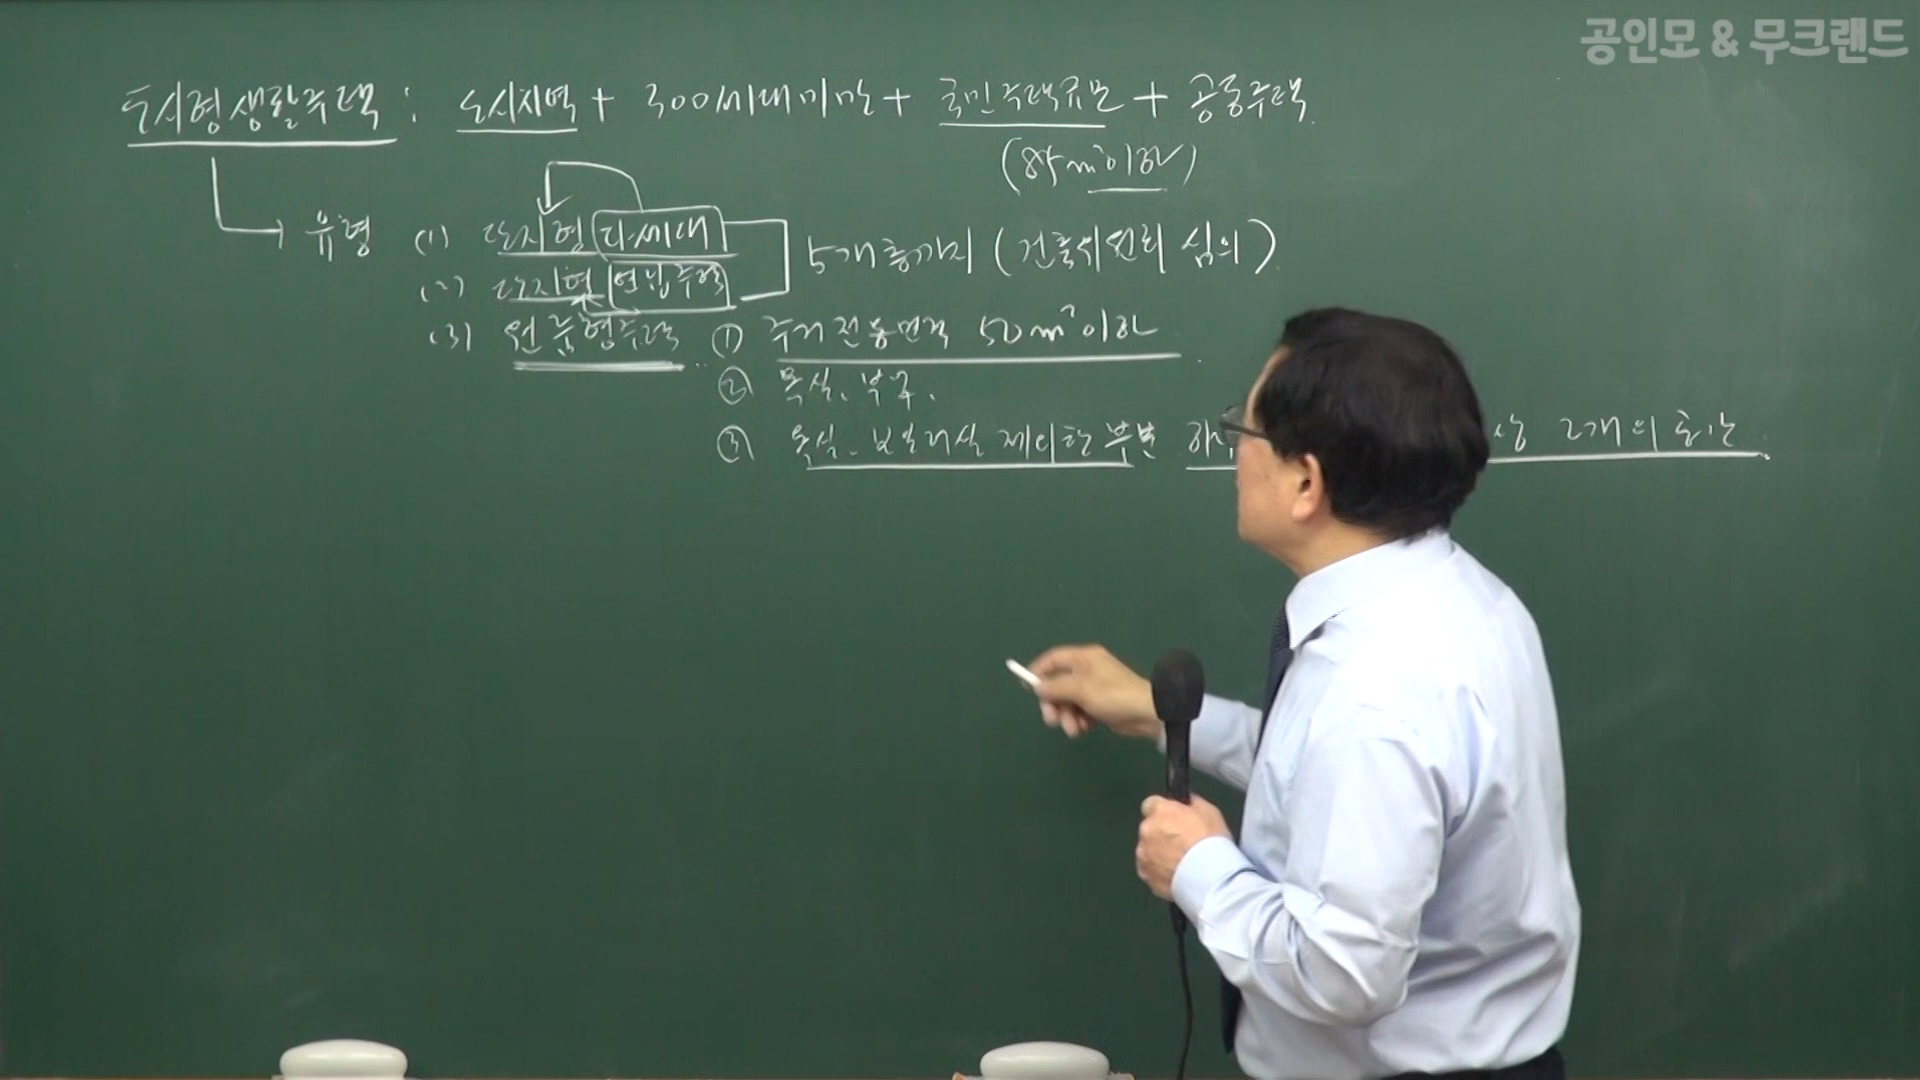 공인모 & 무크랜드
도시형생활주택 : 도시지역 + 300세대미만 + 국민주택규모 + 공동주택.
(85㎡이하)
유형 (1) 단지형 다세대 5개층까지 (건축위원회 심의)
(2) 단지형 연립주택
(3) 원룸형주택 ① 주거전용면적 50㎡이하
② 욕실, 부엌.
③ 욕실, 보일러실 제외한 부분 하 상 2개의 공간.